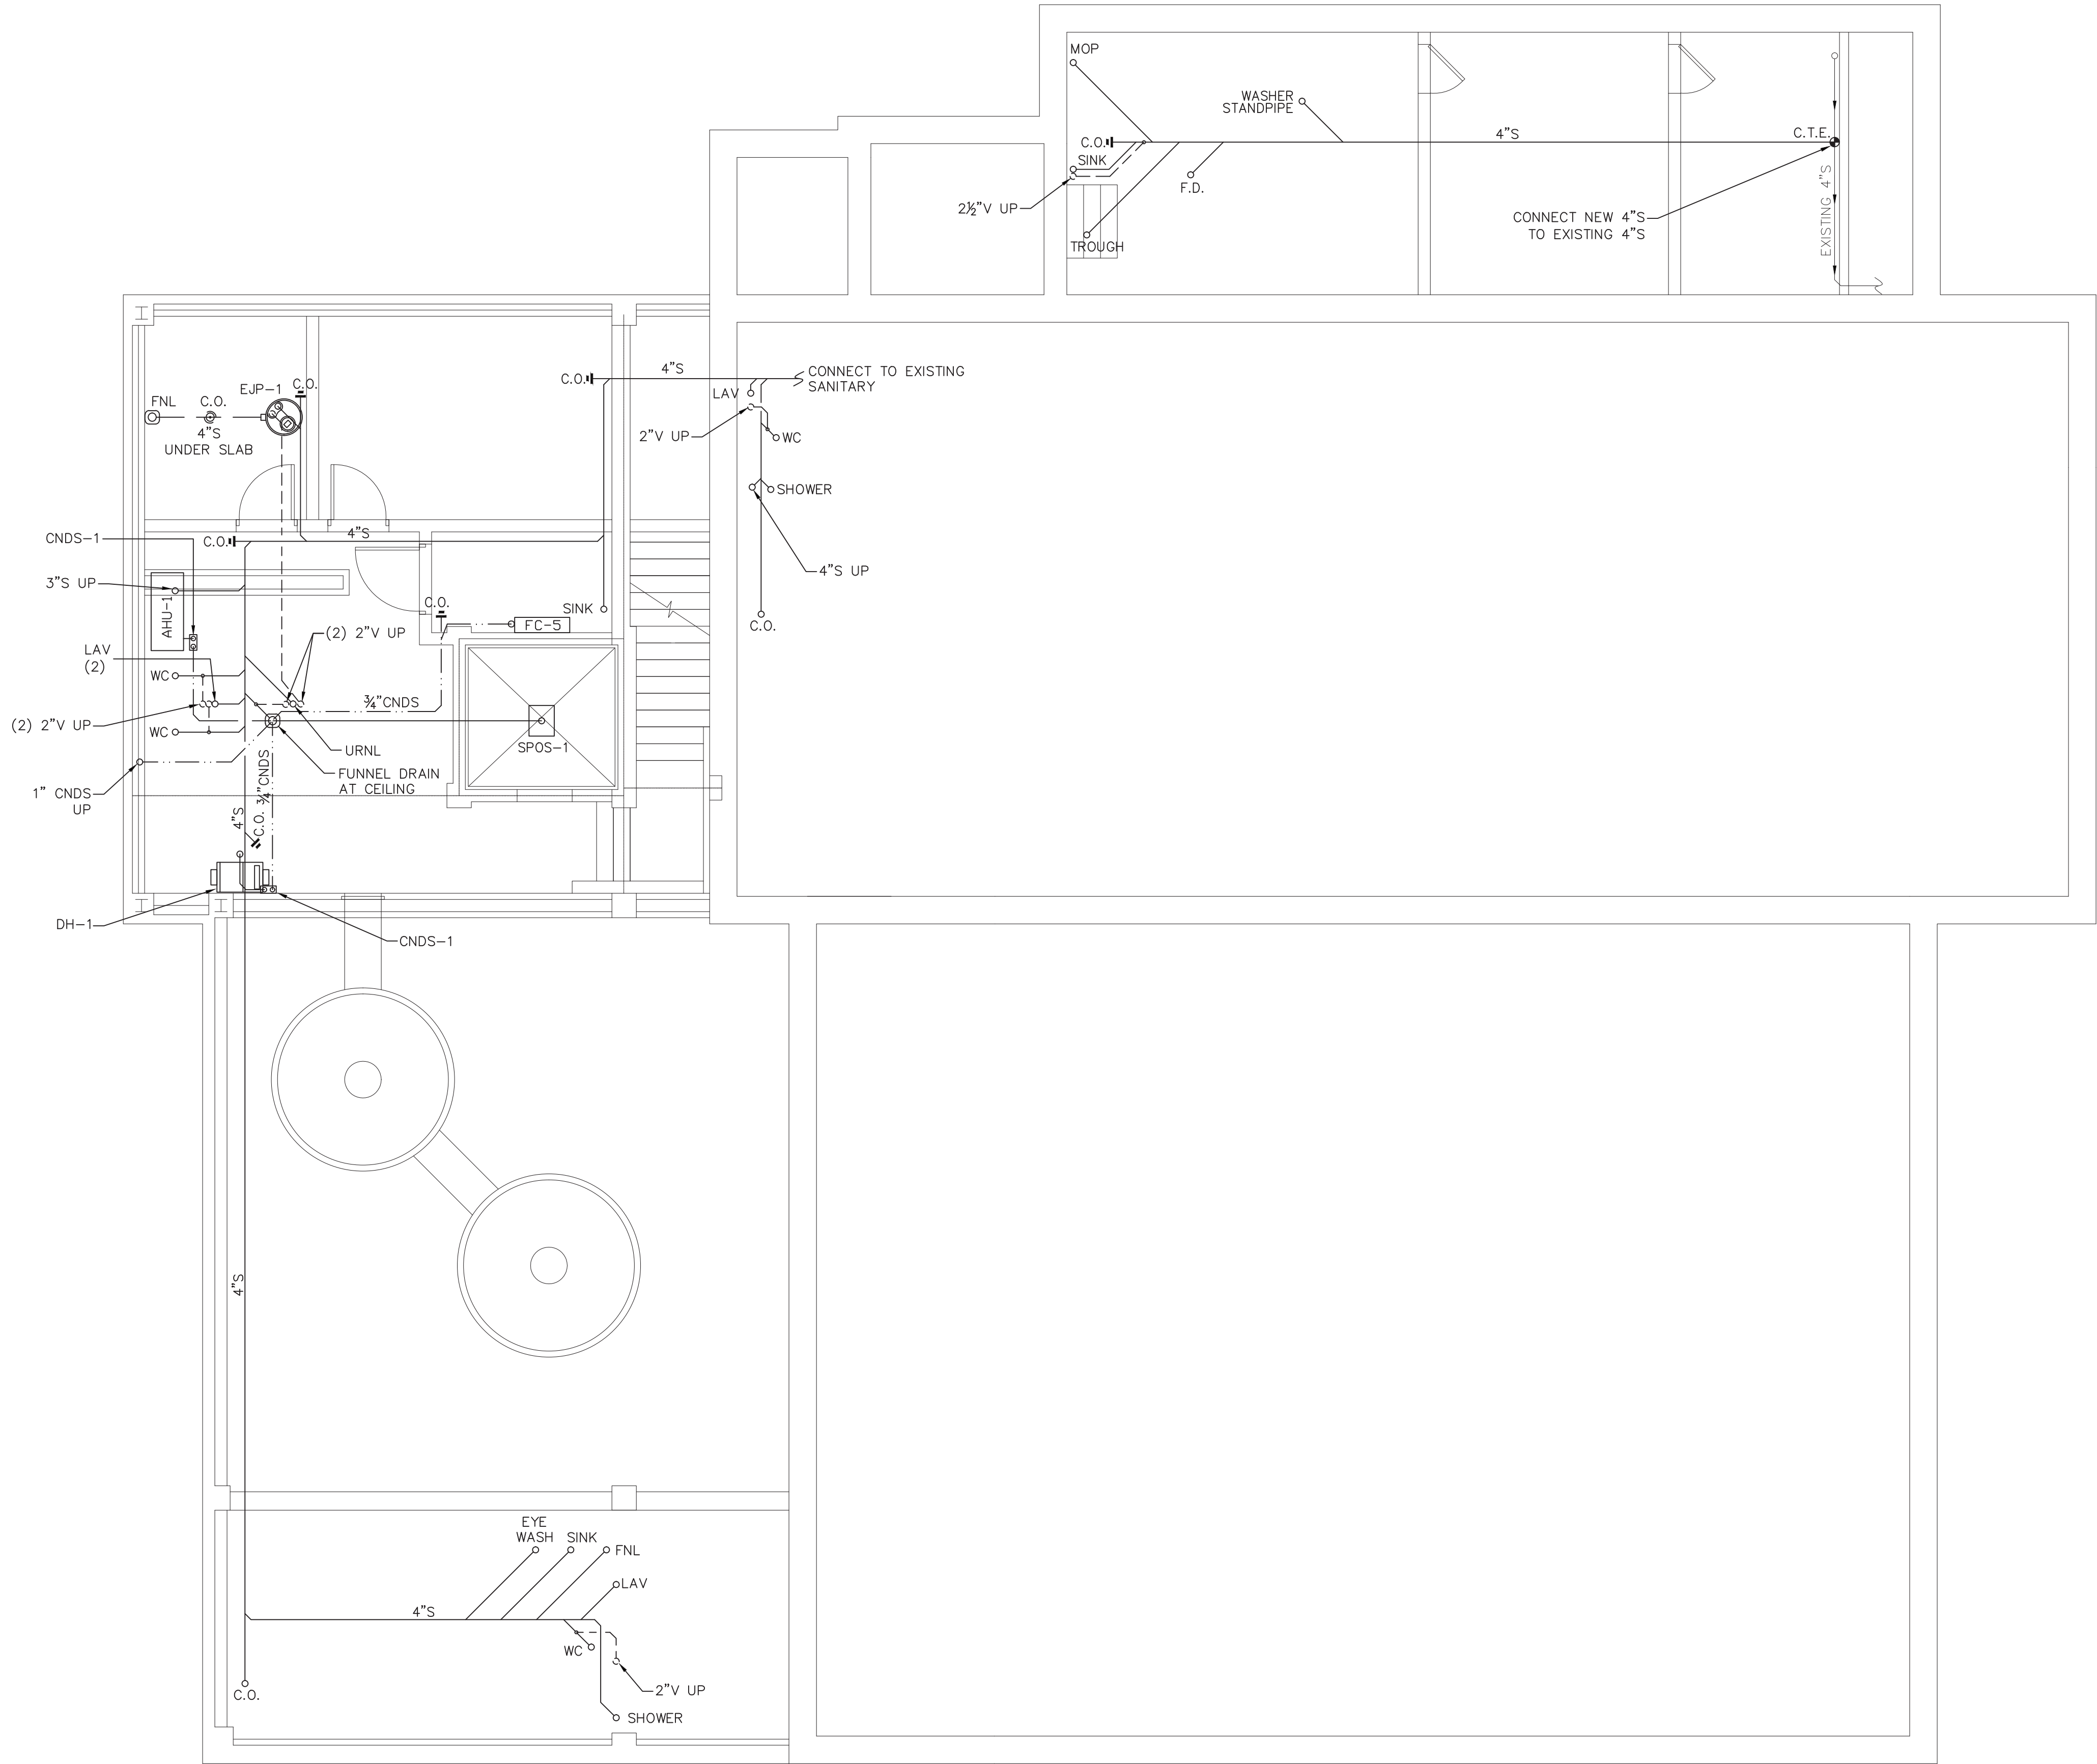 MOP
WASHER
STANDPIPE
4"S
C.T.E.
C.O.
SINK
F.D.
2½"V UP
CONNECT NEW 4"S
TO EXISTING 4"S
EXISTING 4"S
TROUGH
4"S
CONNECT TO EXISTING
SANITARY
C.O.
LAV
EJP-1
C.O.
FNL
C.O.
4"S
UNDER SLAB
2"V UP
WC
SHOWER
CNDS-1
C.O.
4"S
4"S UP
3"S UP
AHU-1
C.O.
SINK
FC-5
C.O.
(2) 2"V UP
LAV
(2)
WC
¾"CNDS
(2) 2"V UP
WC
SPOS-1
URNL
FUNNEL DRAIN
AT CEILING
1" CNDS
UP
¾"CNDS
4"S
C.O.
DH-1
CNDS-1
4"S
EYE
WASH
SINK
FNL
LAV
4"S
WC
2"V UP
C.O.
SHOWER